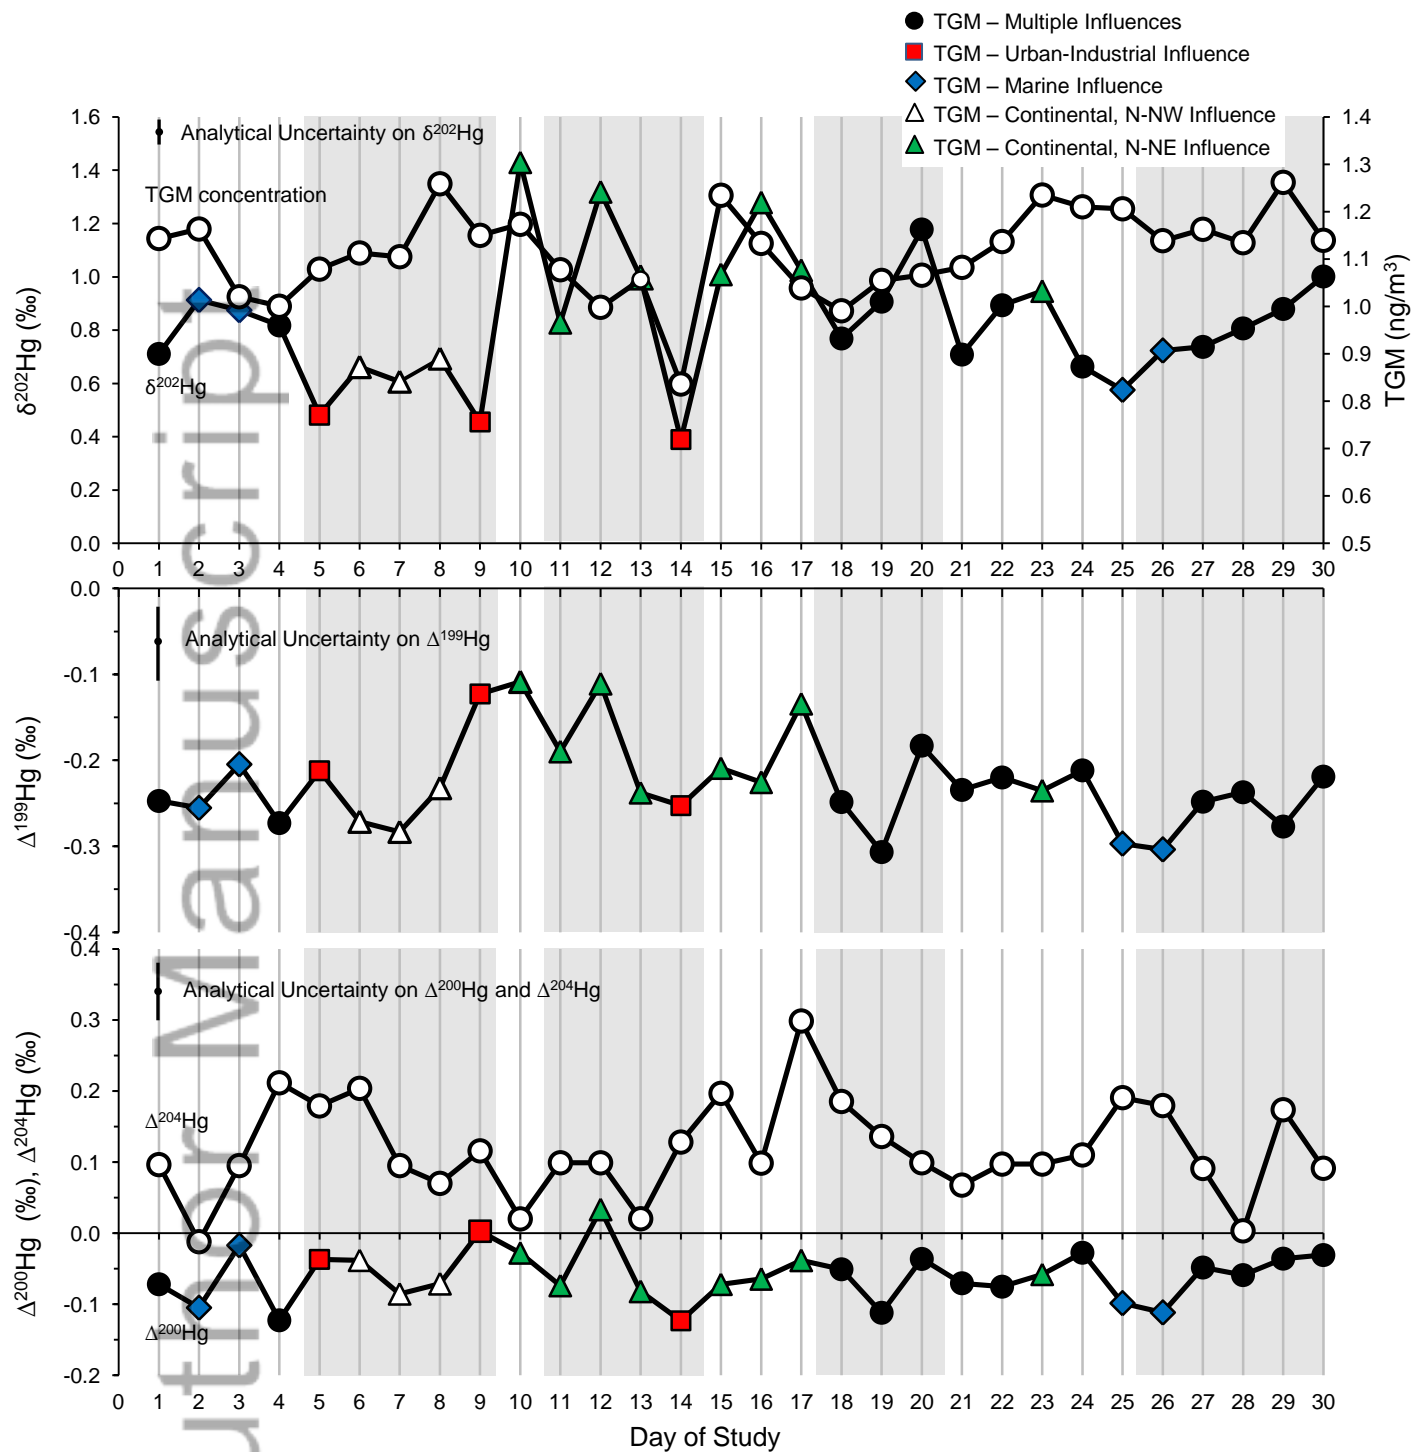 TGM – Multiple Influences
TGM – Urban-Industrial Influence
TGM – Marine Influence
TGM – Continental, N-NW Influence
TGM – Continental, N-NE Influence
1.6
1.4
1.2
1.0
0.8
0.6
0.4
0.2
0.0
δ²⁰²Hg (‰)
Analytical Uncertainty on δ²⁰²Hg
TGM concentration
δ²⁰²Hg
1.4
1.3
1.2
1.1
1.0
0.9
0.8
0.7
0.6
0.5
TGM (ng/m³)
0 1 2 3 4 5 6 7 8 9 10 11 12 13 14 15 16 17 18 19 20 21 22 23 24 25 26 27 28 29 30
0.0
-0.1
-0.2
-0.3
-0.4
Δ¹⁹⁹Hg (‰)
Analytical Uncertainty on Δ¹⁹⁹Hg
0.4
0.3
0.2
0.1
0.0
-0.1
-0.2
Δ²⁰⁰Hg (‰), Δ²⁰⁴Hg (‰)
Analytical Uncertainty on Δ²⁰⁰Hg and Δ²⁰⁴Hg
Δ²⁰⁴Hg
Δ²⁰⁰Hg
0 1 2 3 4 5 6 7 8 9 10 11 12 13 14 15 16 17 18 19 20 21 22 23 24 25 26 27 28 29 30
Day of Study
uthor Manuscript